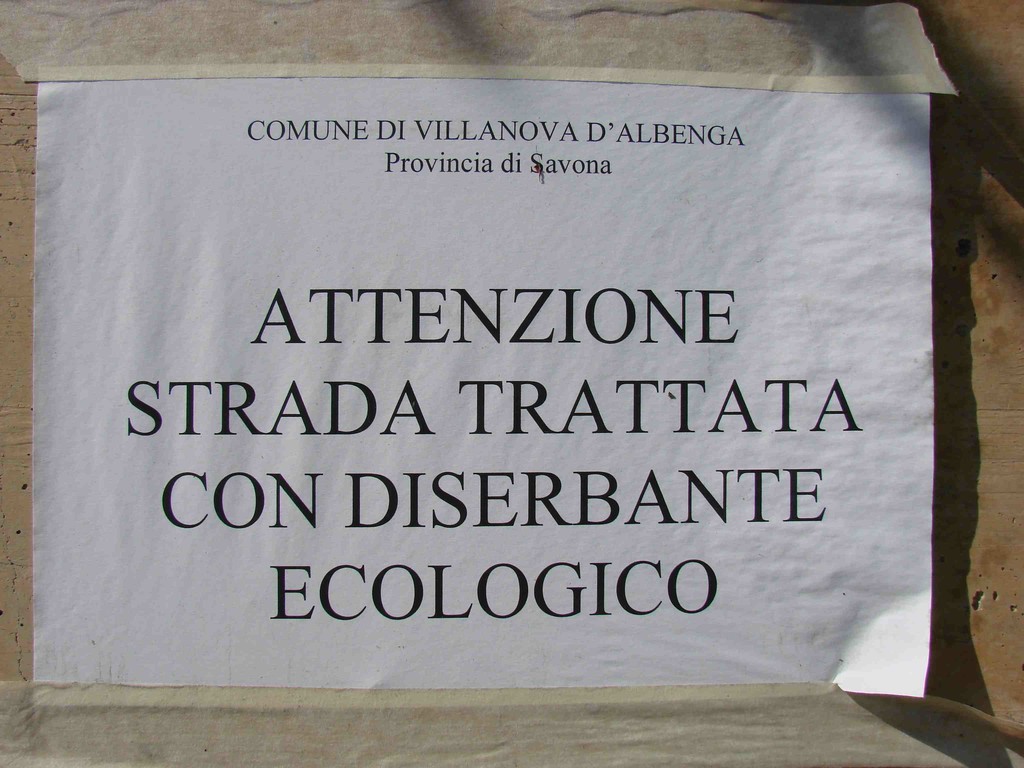 COMUNE DI VILLANOVA D'ALBENGA
Provincia di Savona
ATTENZIONE
STRADA TRATTATA
CON DISERBANTE
ECOLOGICO